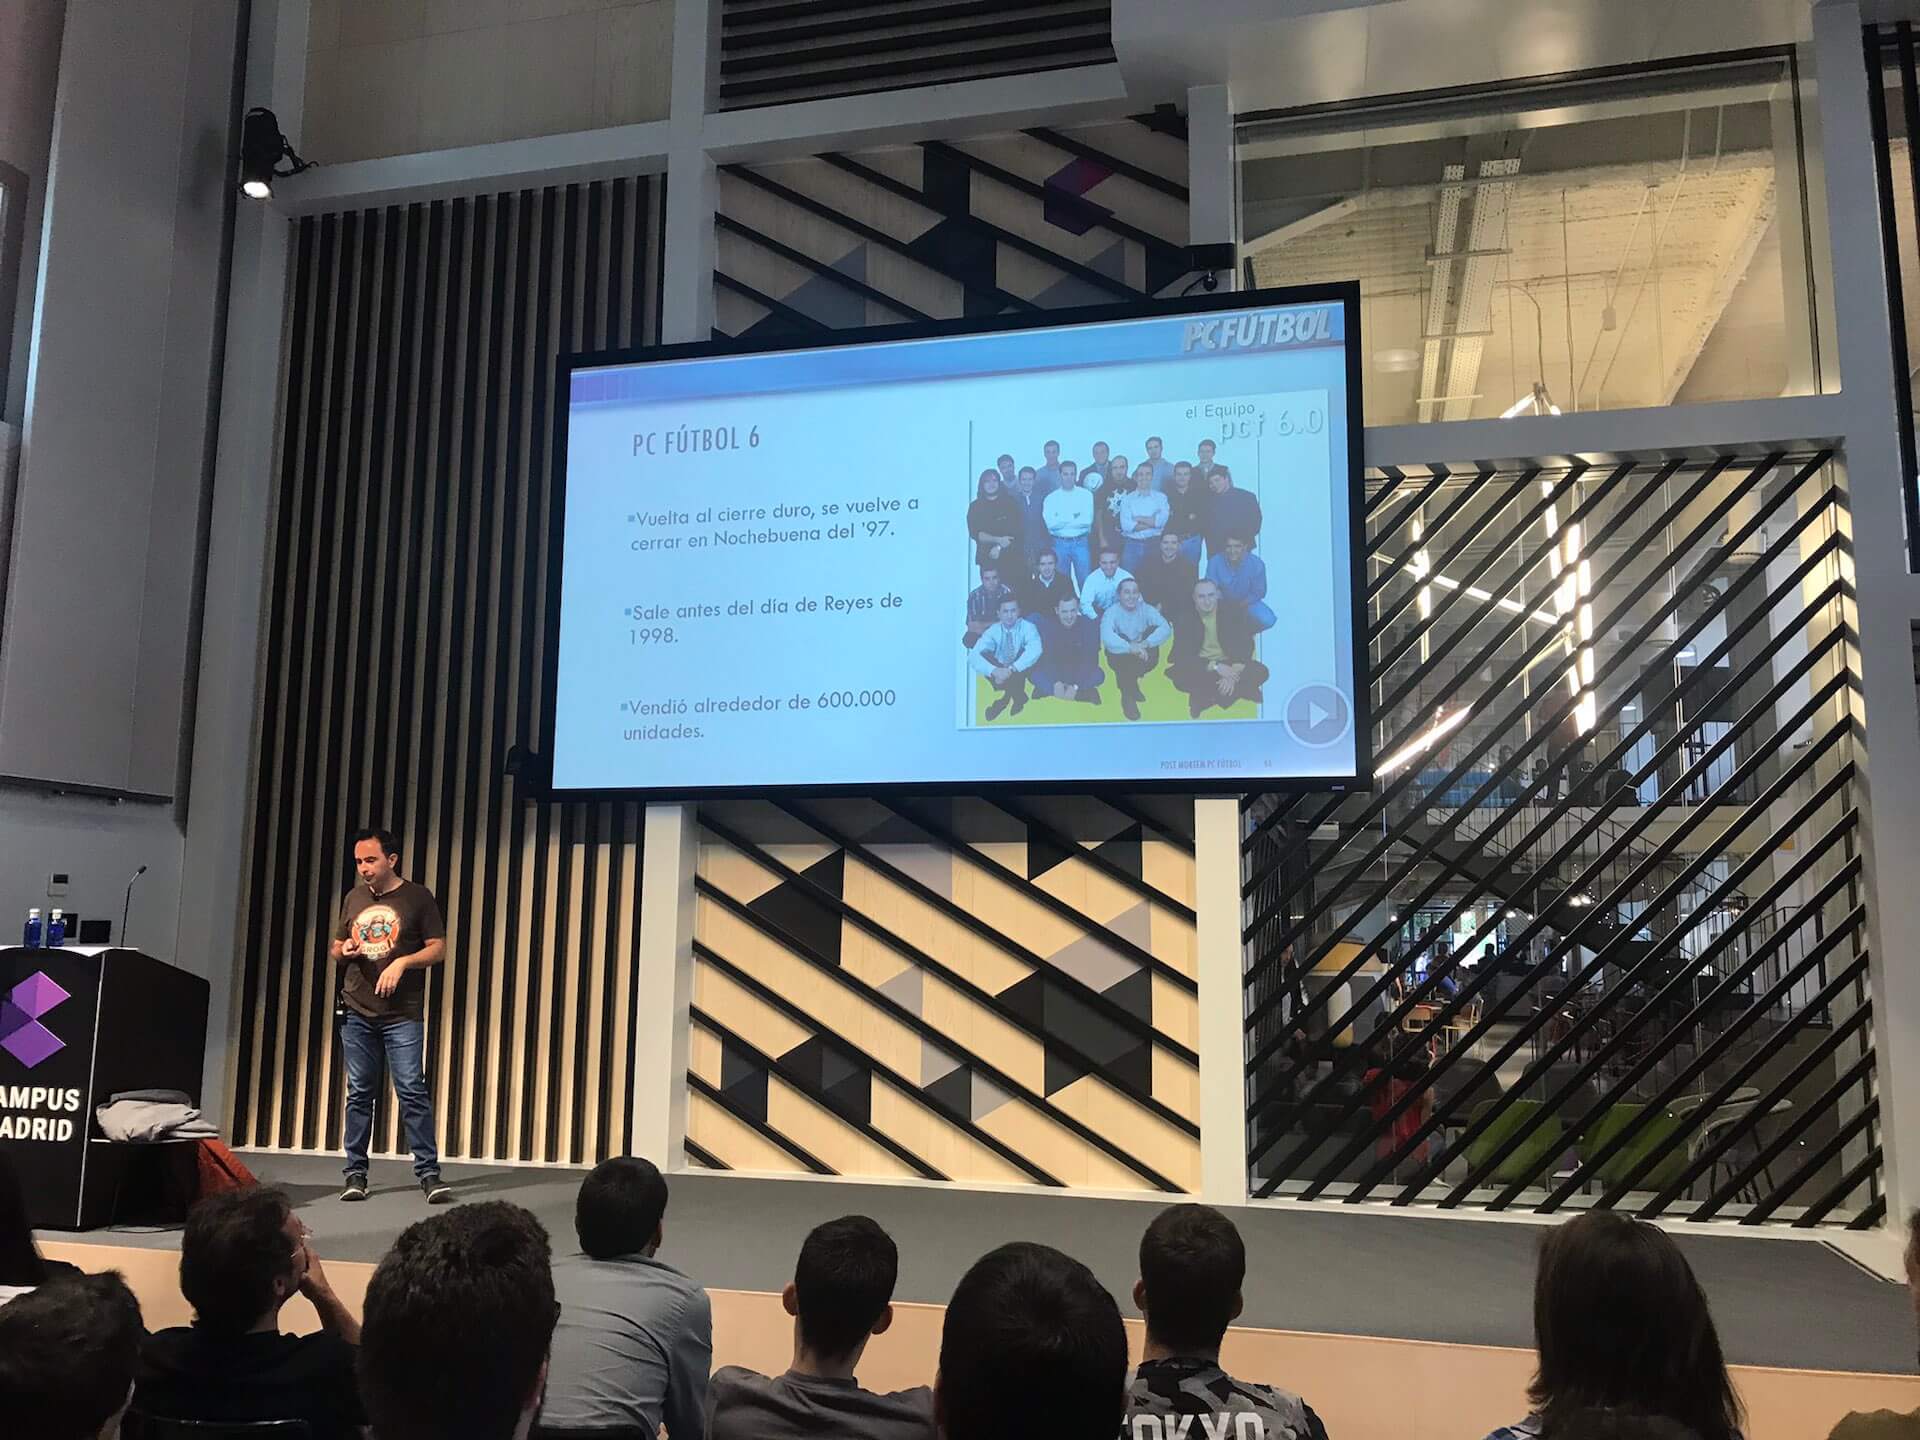 PC FÚTBOL
el Equipo
pcf 6.0
PC FÚTBOL 6
▪Vuelta al cierre duro, se vuelve a
cerrar en Nochebuena del '97.
▪Sale antes del día de Reyes de
1998.
▪Vendió alrededor de 600.000
unidades.
POST MORTEM PC FÚTBOL
GROG
AMPUS
ADRID
TOKYO